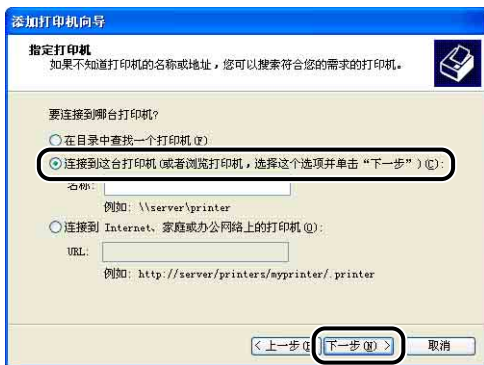 添加打印机向导
指定打印机
如果不知道打印机的名称或地址，您可以搜索符合您的需求的打印机。
要连接到哪台打印机?
在目录中查找一个打印机(F)
连接到这台打印机(或者浏览打印机，选择这个选项并单击“下一步”)(C):
名称:
例如: \\server\printer
连接到 Internet、家庭或办公网络上的打印机(O):
URL:
例如: http://server/printers/myprinter/.printer
< 上一步 下一步(N) > 取消